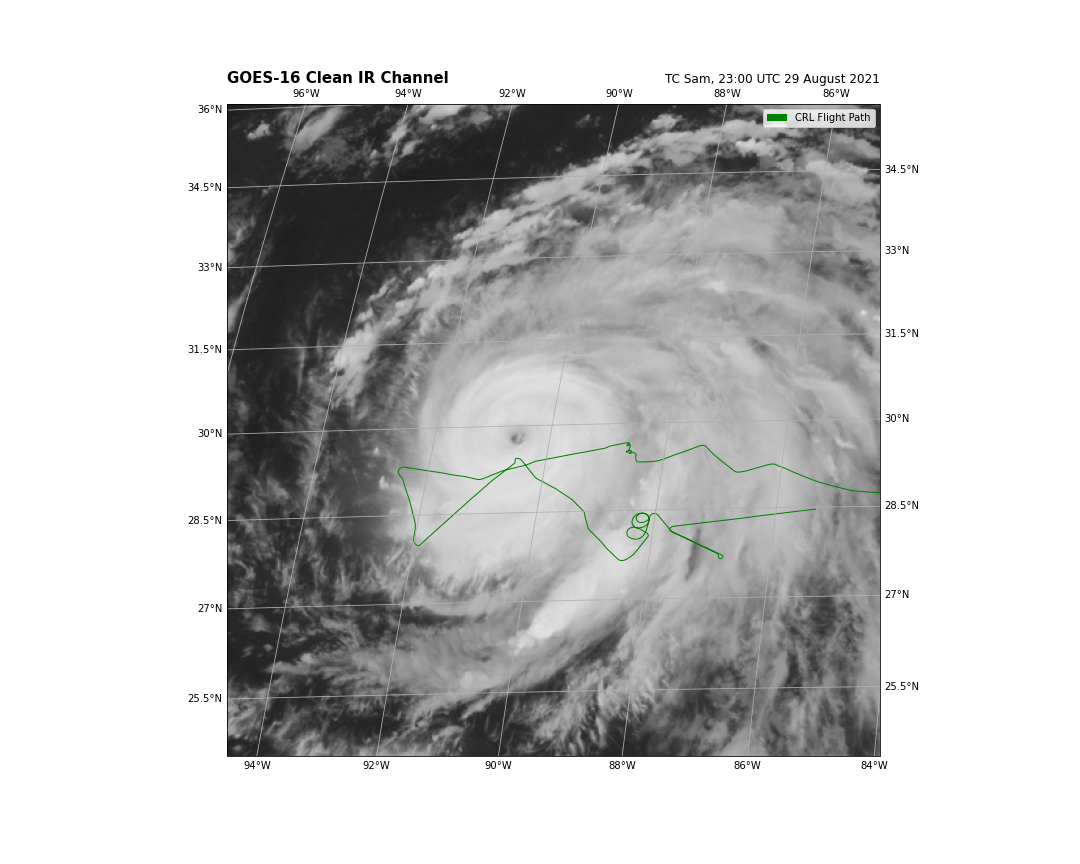 GOES-16 Clean IR Channel
TC Sam, 23:00 UTC 29 August 2021
96°W 94°W 92°W 90°W 88°W 86°W
CRL Flight Path
36°N
34.5°N 34.5°N
33°N 33°N
31.5°N 31.5°N
30°N 30°N
28.5°N 28.5°N
27°N 27°N
25.5°N 25.5°N
94°W 92°W 90°W 88°W 86°W 84°W